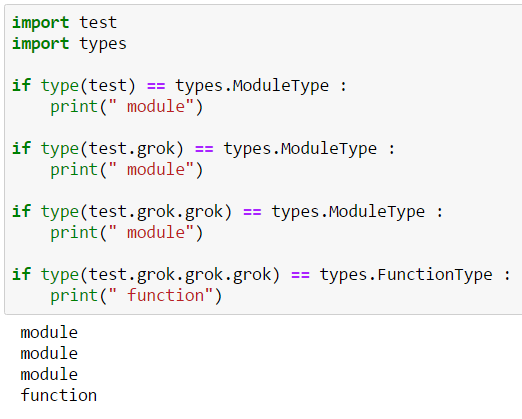 import test
import types
if type(test) == types.ModuleType :
print(" module")
if type(test.grok) == types.ModuleType :
print(" module")
if type(test.grok.grok) == types.ModuleType :
print(" module")
if type(test.grok.grok.grok) == types.FunctionType :
print(" function")
module
module
module
function